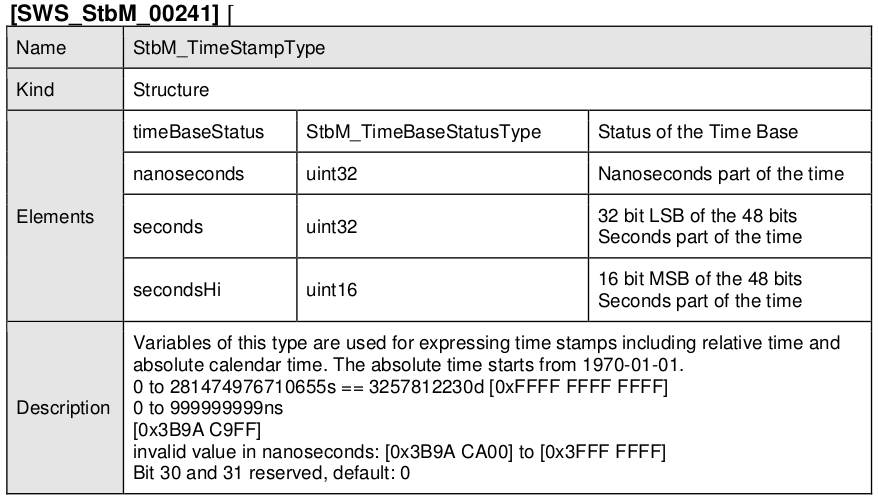 [SWS_StbM_00241] ⌈
Name StbM_TimeStampType
Kind Structure
Elements
timeBaseStatus StbM_TimeBaseStatusType Status of the Time Base
nanoseconds uint32 Nanoseconds part of the time
seconds uint32 32 bit LSB of the 48 bits
Seconds part of the time
secondsHi uint16 16 bit MSB of the 48 bits
Seconds part of the time
Description
Variables of this type are used for expressing time stamps including relative time and
absolute calendar time. The absolute time starts from 1970-01-01.
0 to 281474976710655s == 3257812230d [0xFFFF FFFF FFFF]
0 to 999999999ns
[0x3B9A C9FF]
invalid value in nanoseconds: [0x3B9A CA00] to [0x3FFF FFFF]
Bit 30 and 31 reserved, default: 0